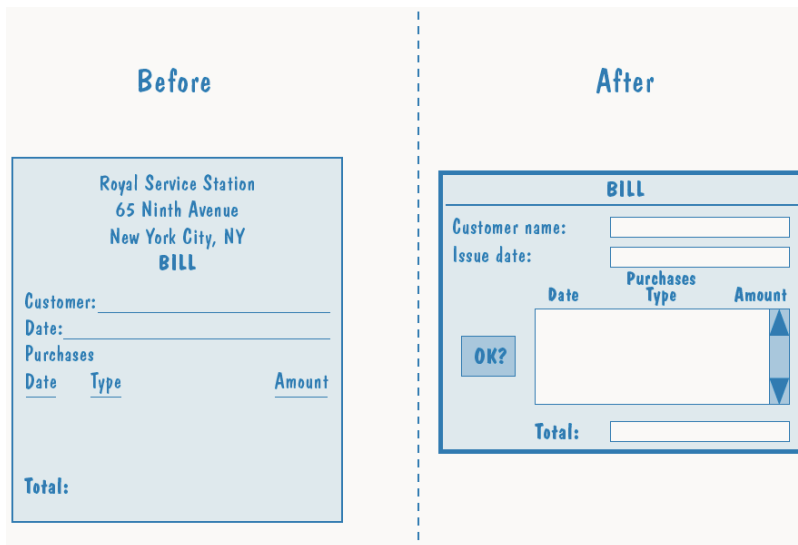 Before
Royal Service Station
65 Ninth Avenue
New York City, NY
BILL
Customer:
Date:
Purchases
Date Type Amount
Total:
After
BILL
Customer name:
Issue date:
Purchases
Date Type Amount
OK?
Total: